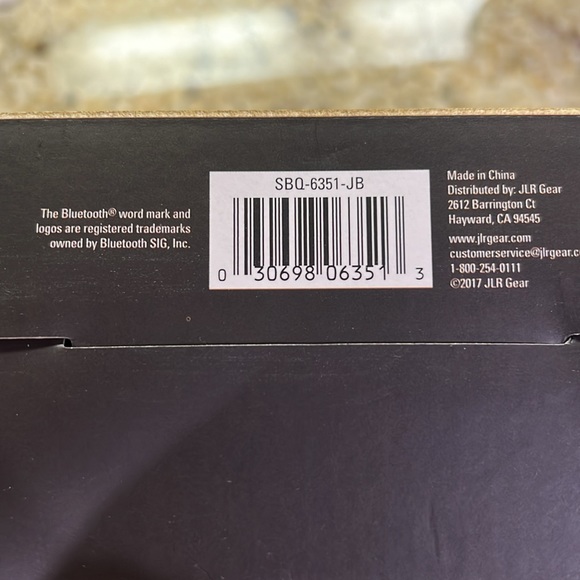 The Bluetooth® word mark and
logos are registered trademarks
owned by Bluetooth SIG, Inc.
SBQ-6351-JB
0 30698 06351 3
Made in China
Distributed by: JLR Gear
2612 Barrington Ct
Hayward, CA 94545
www.jlrgear.com
customerservice@jlrgear.c
1-800-254-0111
©2017 JLR Gear